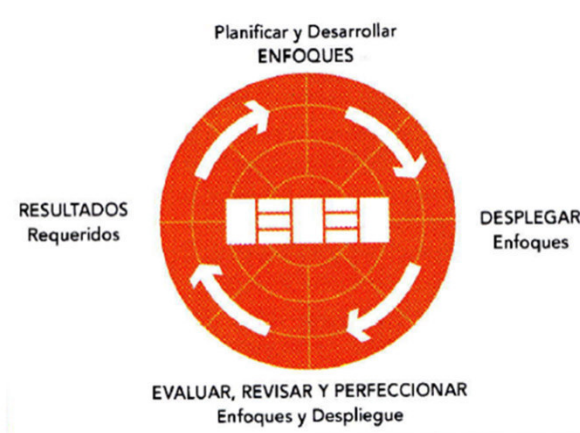 Planificar y Desarrollar
ENFOQUES
RESULTADOS
Requeridos
DESPLEGAR
Enfoques
EVALUAR, REVISAR Y PERFECCIONAR
Enfoques y Despliegue